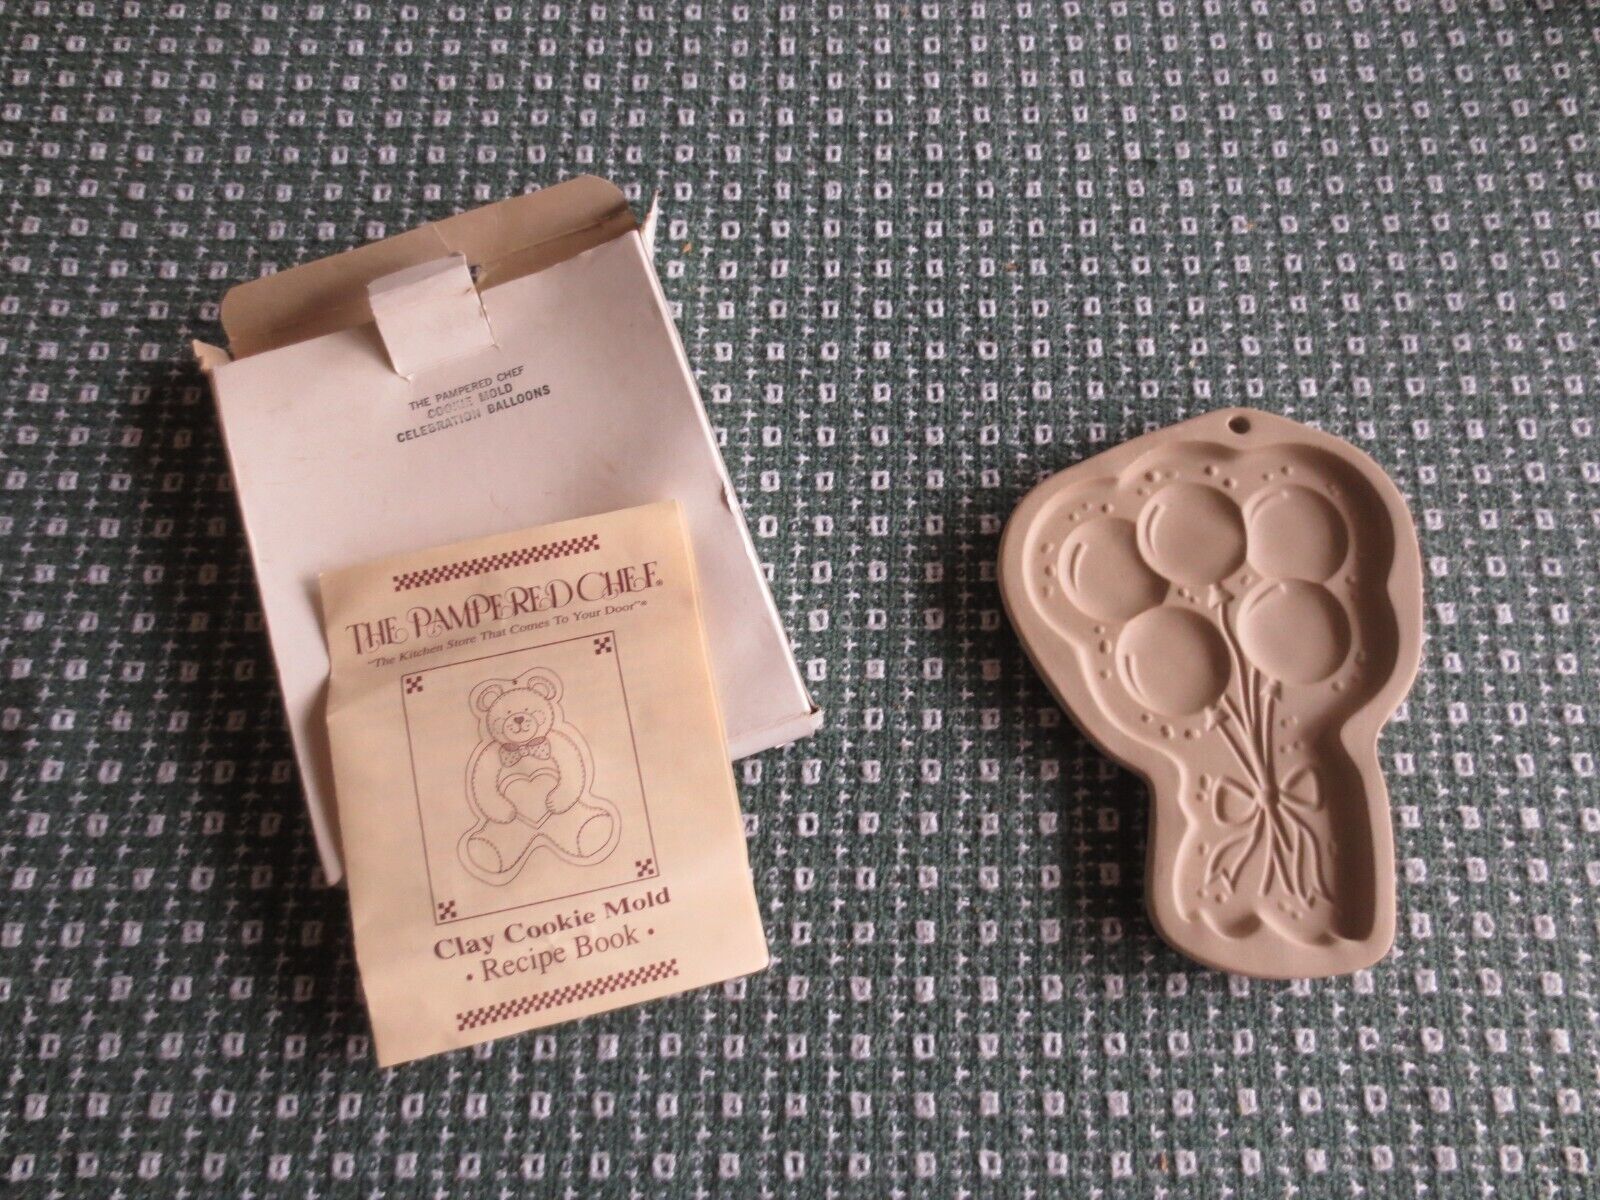 THE PAMPERED CHEF
COOKIE MOLD
CELEBRATION BALLOONS
THE PAMPERED CHEF®
"The Kitchen Store That Comes To Your Door"®
Clay Cookie Mold
• Recipe Book •